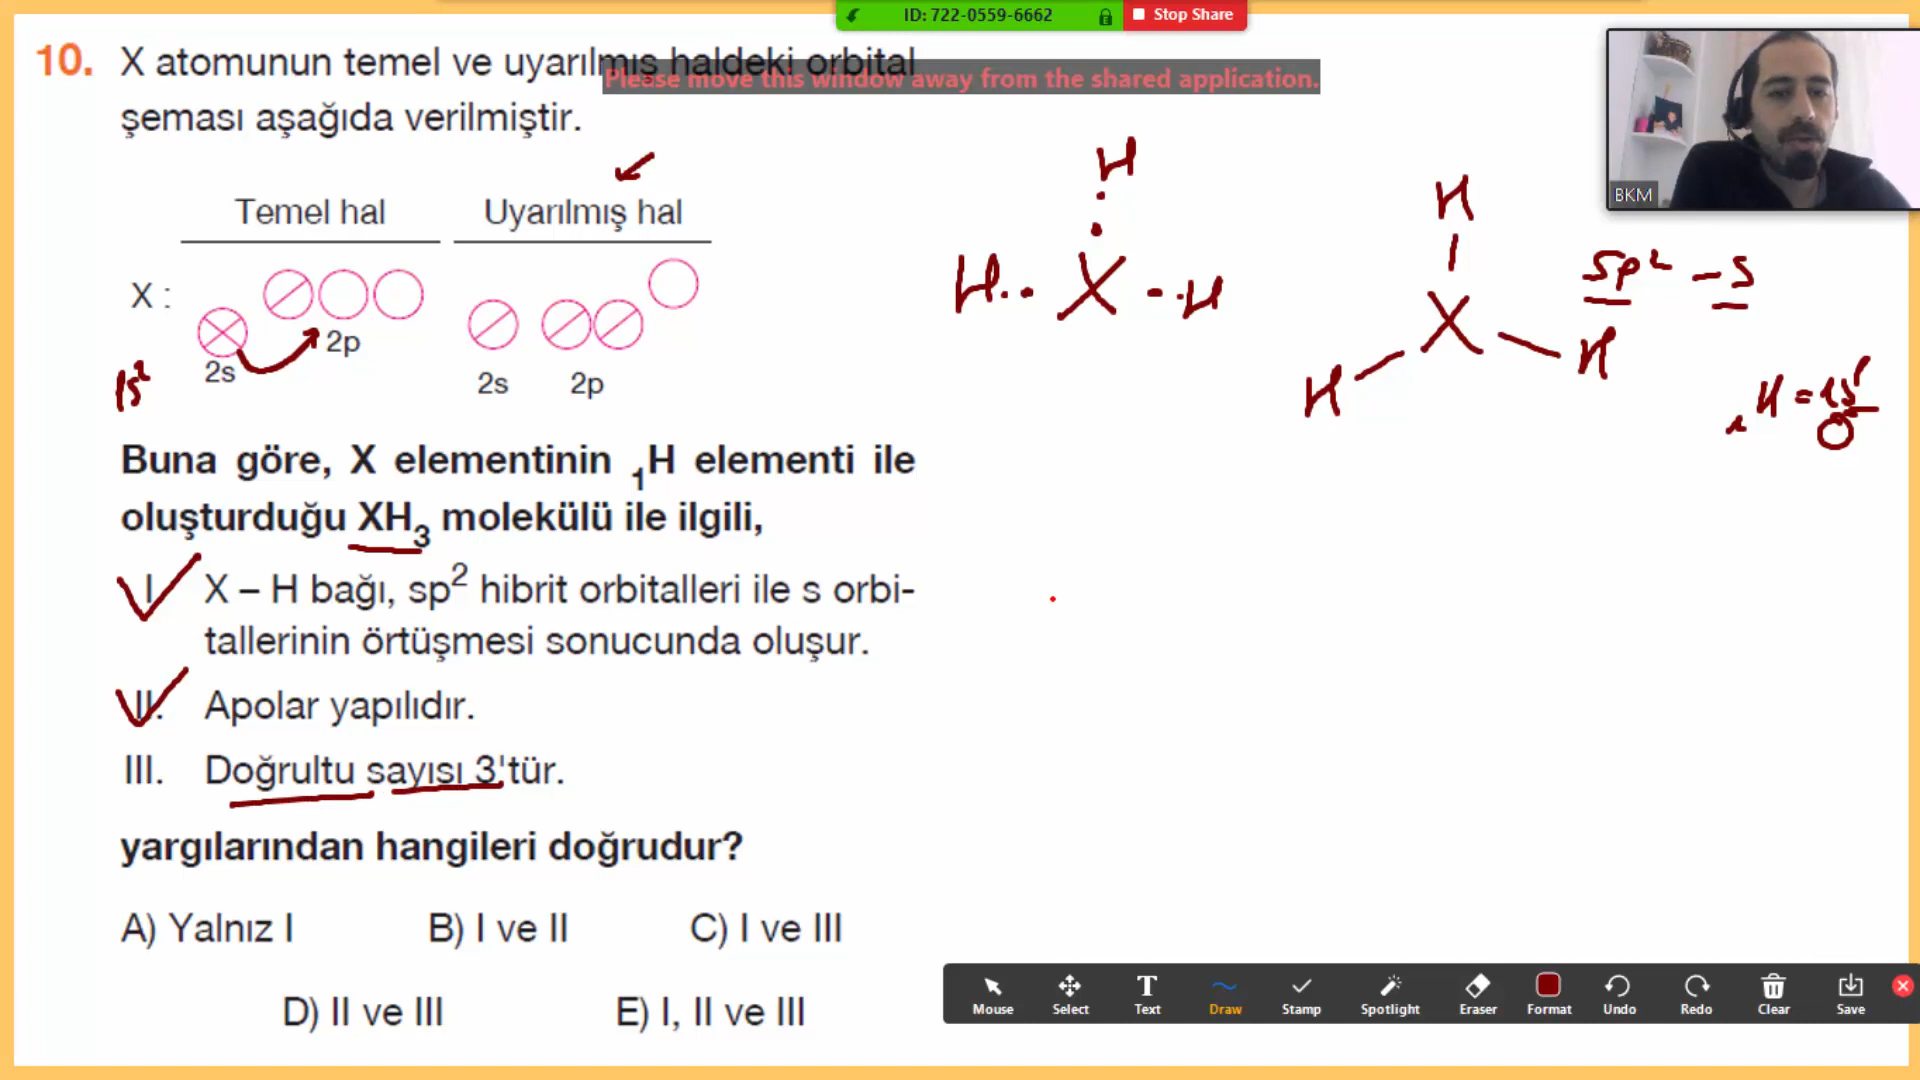 ID: 722-0559-6662
Stop Share
10. X atomunun temel ve uyarılmış haldeki orbital
Please move this window away from the shared application.
şeması aşağıda verilmiştir.
BKM
Temel hal Uyarılmış hal
X :
2s
2p
2s
2p
1s²
H
H X H
H
X
H H
sp² - s
₁H = 1s¹
Buna göre, X elementinin ₁H elementi ile
oluşturduğu XH₃ molekülü ile ilgili,
I. X – H bağı, sp² hibrit orbitalleri ile s orbi-
tallerinin örtüşmesi sonucunda oluşur.
II. Apolar yapılıdır.
III. Doğrultu sayısı 3'tür.
yargılarından hangileri doğrudur?
A) Yalnız I B) I ve II C) I ve III
D) II ve III E) I, II ve III
Mouse Select Text Draw Stamp Spotlight Eraser Format Undo Redo Clear Save